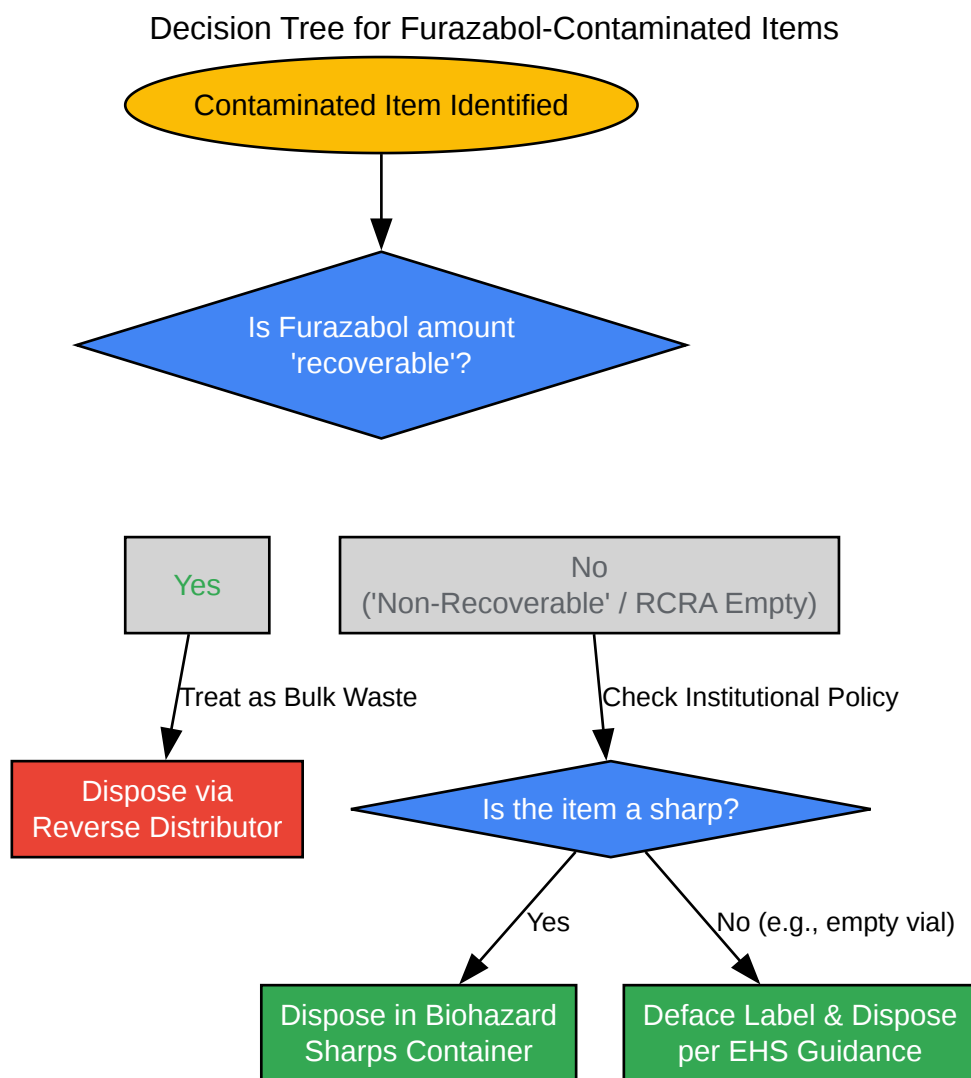 Decision Tree for Furazabol-Contaminated Items
Contaminated Item Identified
Is Furazabol amount
'recoverable'?
Yes
No
('Non-Recoverable' / RCRA Empty)
Treat as Bulk Waste
Check Institutional Policy
Dispose via
Reverse Distributor
Is the item a sharp?
Yes
No (e.g., empty vial)
Dispose in Biohazard
Sharps Container
Deface Label & Dispose
per EHS Guidance